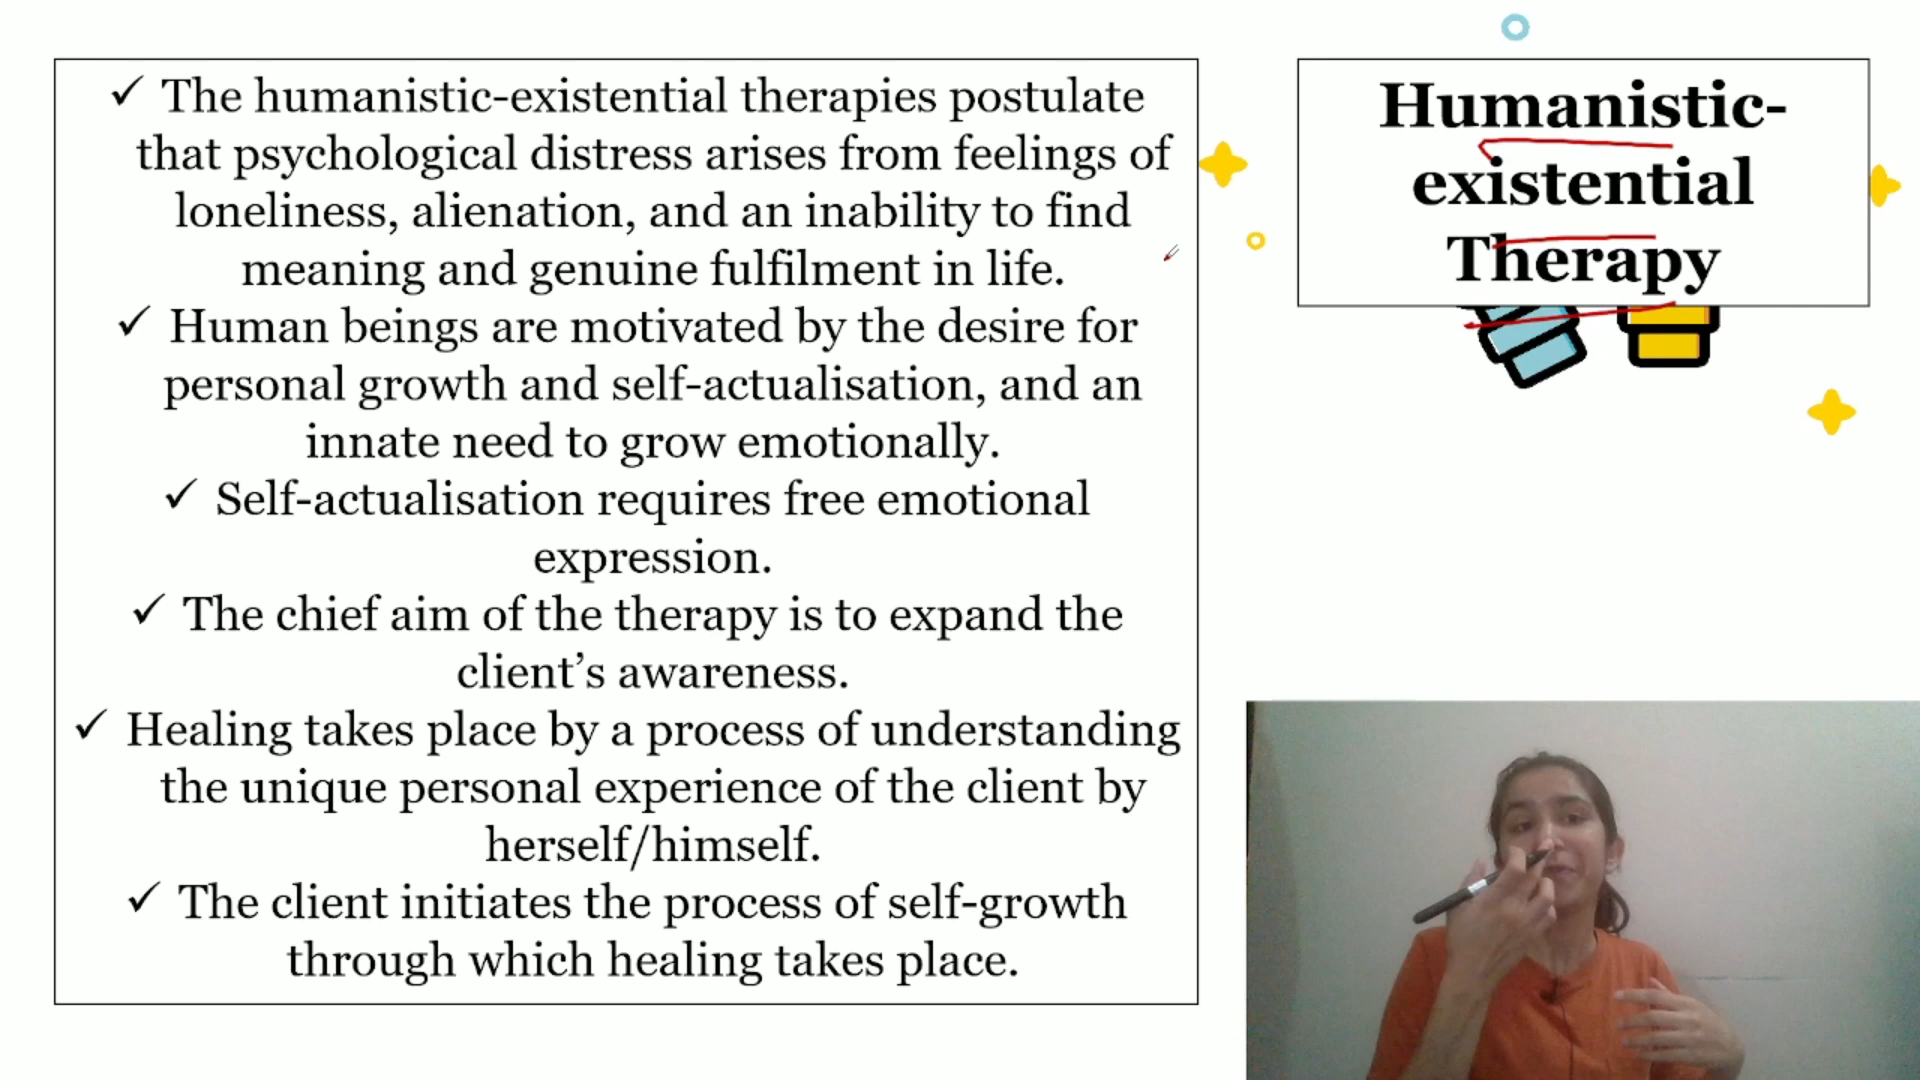 ✓ The humanistic-existential therapies postulate
that psychological distress arises from feelings of
loneliness, alienation, and an inability to find
meaning and genuine fulfilment in life.
✓ Human beings are motivated by the desire for
personal growth and self-actualisation, and an
innate need to grow emotionally.
✓ Self-actualisation requires free emotional
expression.
✓ The chief aim of the therapy is to expand the
client’s awareness.
✓ Healing takes place by a process of understanding
the unique personal experience of the client by
herself/himself.
✓ The client initiates the process of self-growth
through which healing takes place.
Humanistic-
existential
Therapy